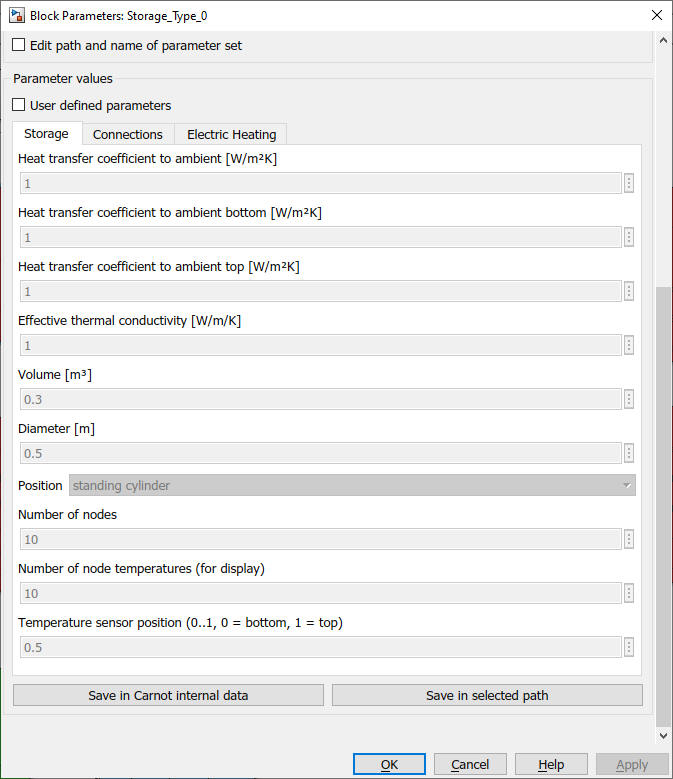 Block Parameters: Storage_Type_0
Edit path and name of parameter set
Parameter values
User defined parameters
Storage Connections Electric Heating
Heat transfer coefficient to ambient [W/m²K]
1
Heat transfer coefficient to ambient bottom [W/m²K]
1
Heat transfer coefficient to ambient top [W/m²K]
1
Effective thermal conductivity [W/m/K]
1
Volume [m³]
0.3
Diameter [m]
0.5
Position standing cylinder
Number of nodes
10
Number of node temperatures (for display)
10
Temperature sensor position (0..1, 0 = bottom, 1 = top)
0.5
Save in Carnot internal data Save in selected path
OK Cancel Help Apply